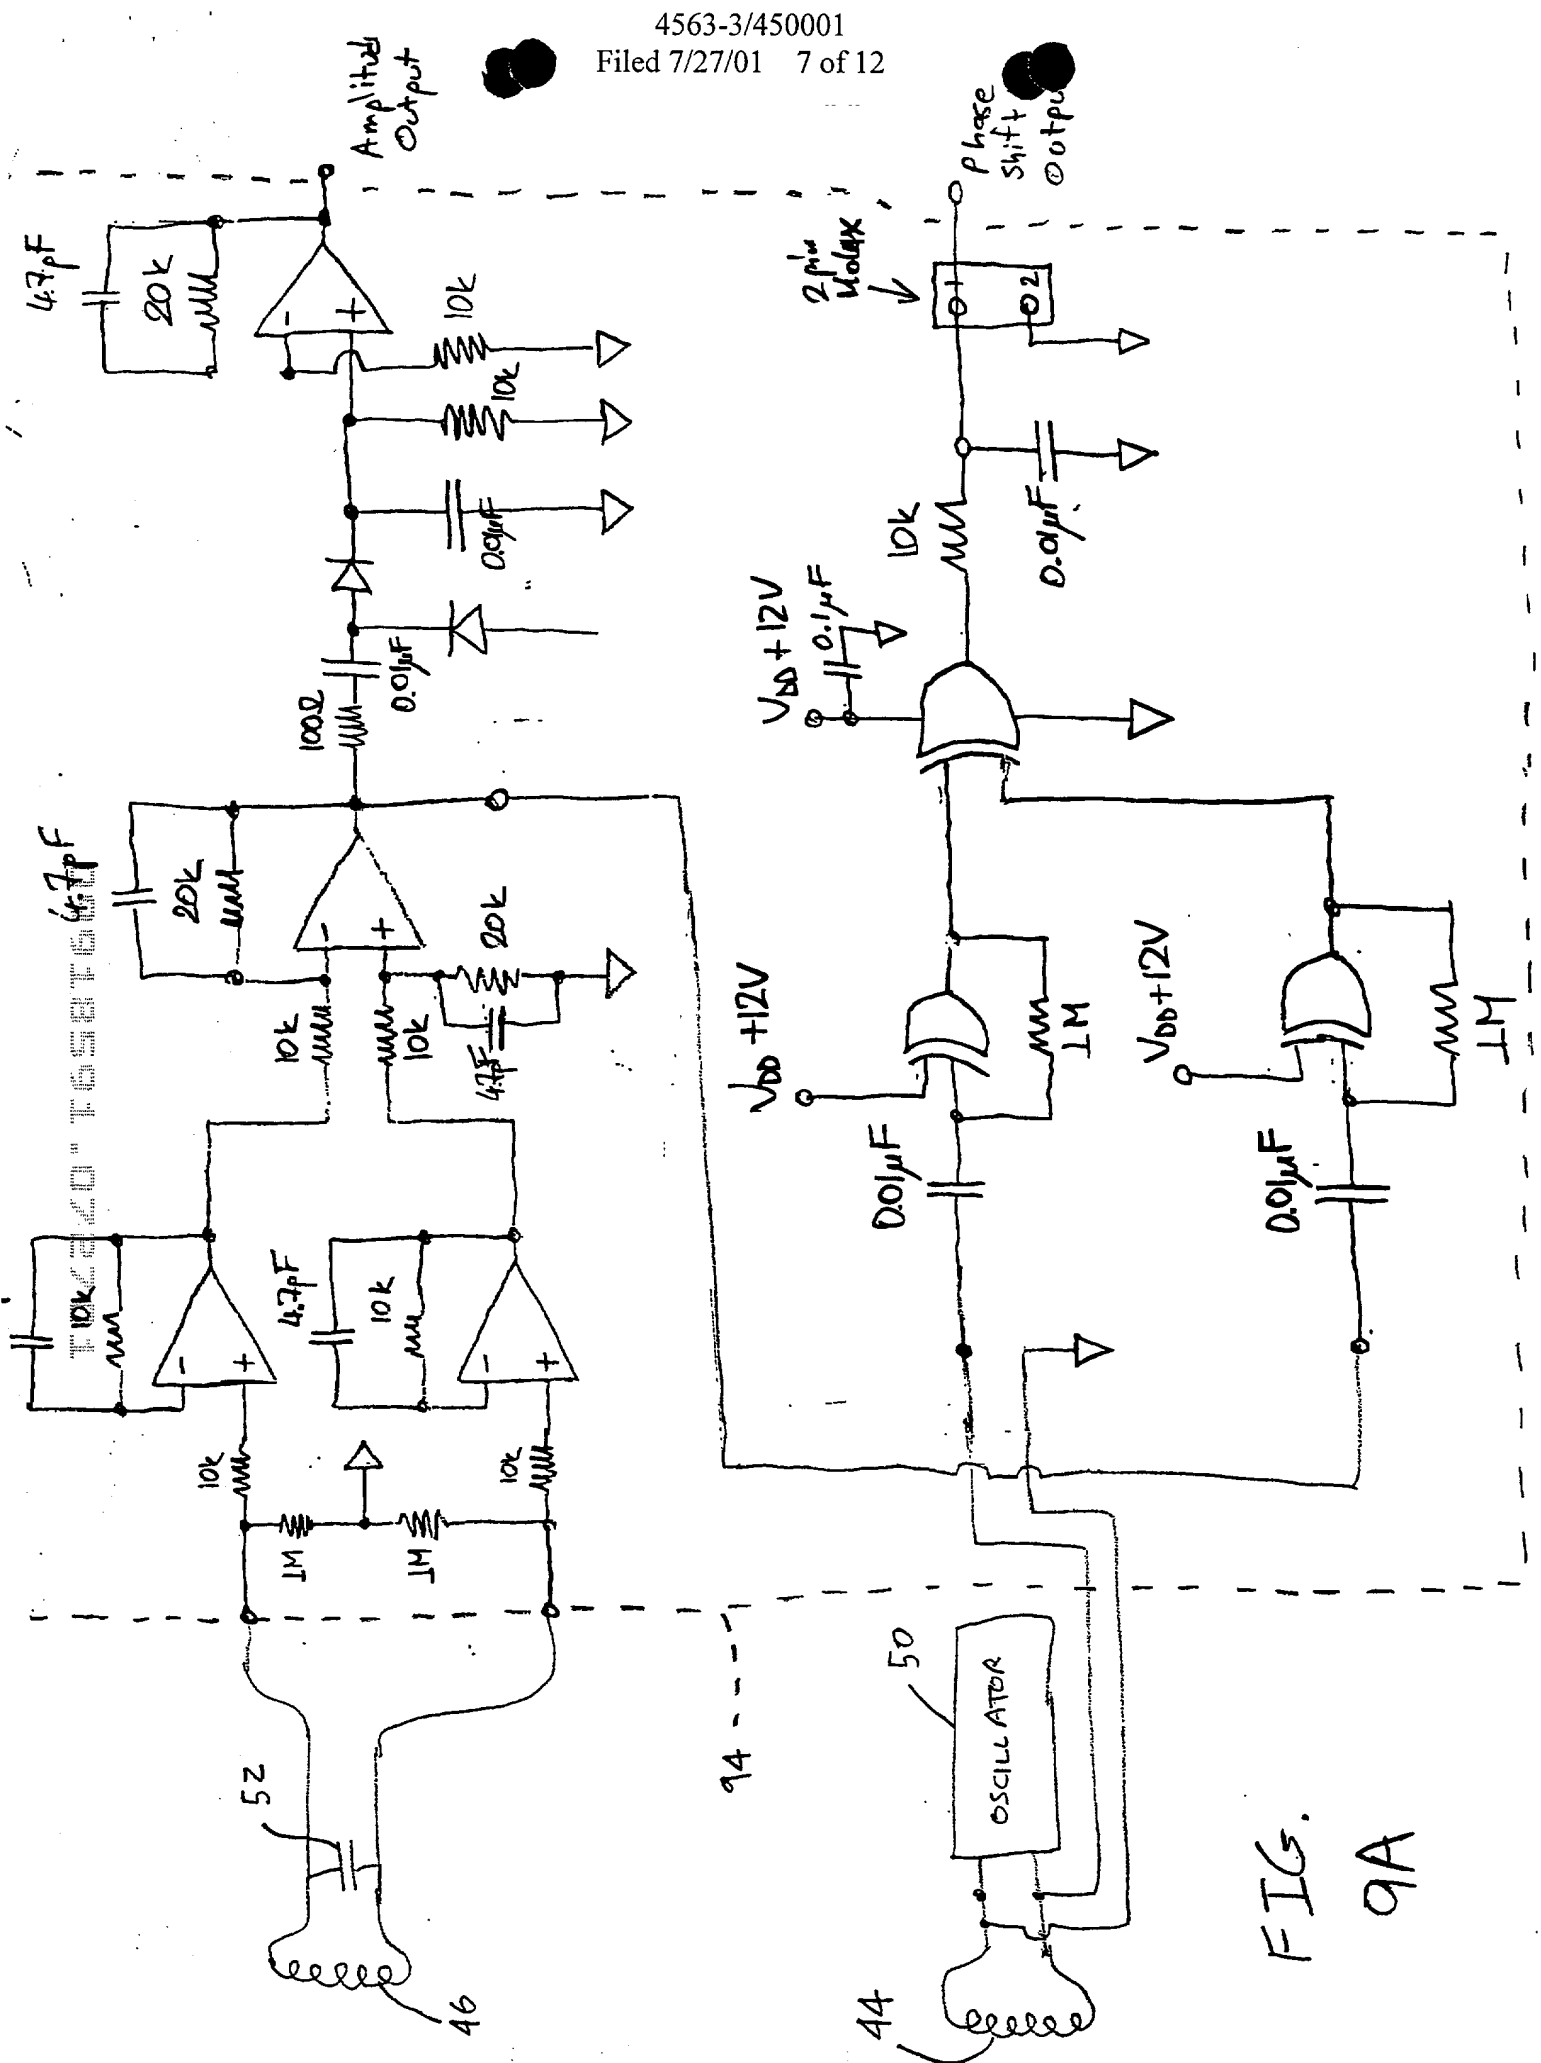 4563-3/450001
Filed 7/27/01 7 of 12
Amplitude
Output
Phase
Shift
Output
4.7pF
20k
-
+
10k
10k
0.01µF
0.01µF
100Ω
4.7pF
20k
-
+
20k
4.7pF
10k
10k
10k
-
+
4.7pF
10k
-
+
10k
10k
1M
1M
52
46
2 pin
Molex
1
2
10k
0.01µF
VDD +12V
0.1µF
VDD +12V
1M
0.01µF
VDD +12V
1M
0.01µF
94
50
OSCILLATOR
44
FIG.
9A